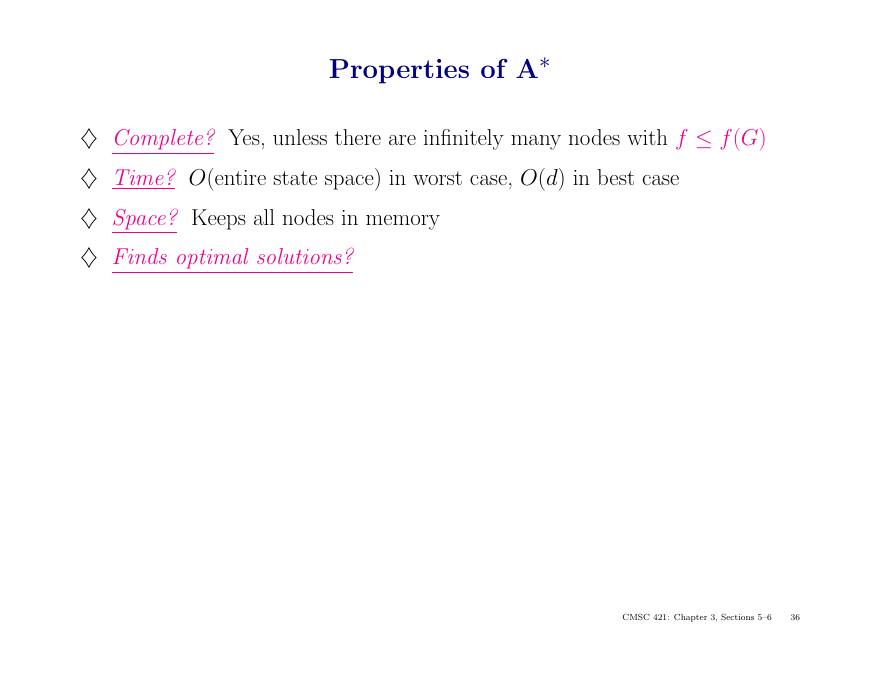 Properties of A*
♢ Complete? Yes, unless there are infinitely many nodes with f ≤ f(G)
♢ Time? O(entire state space) in worst case, O(d) in best case
♢ Space? Keeps all nodes in memory
♢ Finds optimal solutions?
CMSC 421: Chapter 3, Sections 5–6 36